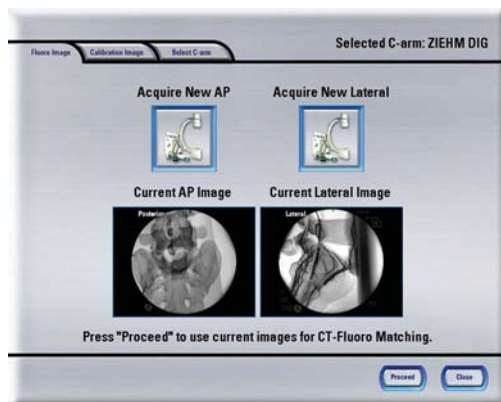 Selected C-arm: ZIEHM DIG
Fluoro Image Calibration Image Select C-arm
Acquire New AP Acquire New Lateral
Current AP Image Current Lateral Image
Lateral
Press "Proceed" to use current images for CT-Fluoro Matching.
Proceed Close